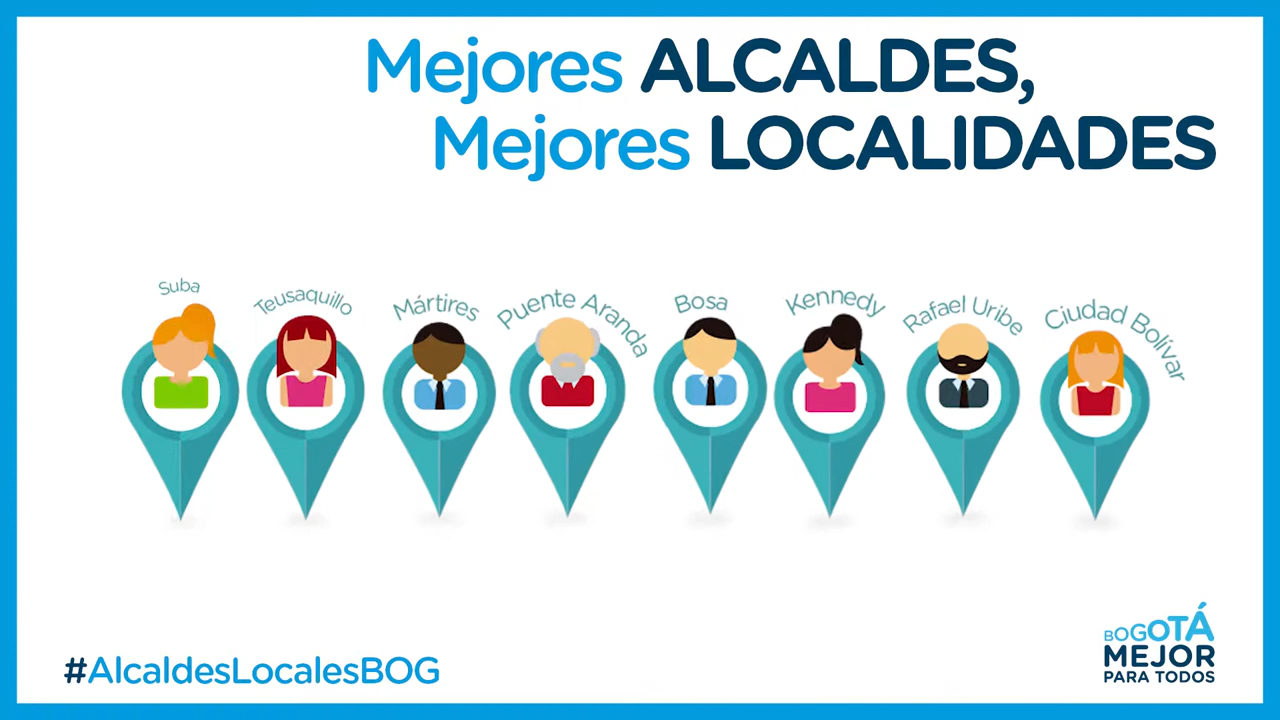 Mejores ALCALDES,
Mejores LOCALIDADES
Suba
Teusaquillo
Mártires
Puente Aranda
Bosa
Kennedy
Rafael Uribe
Ciudad Bolívar
#AlcaldesLocalesBOG
BOGOTÁ
MEJOR
PARA TODOS